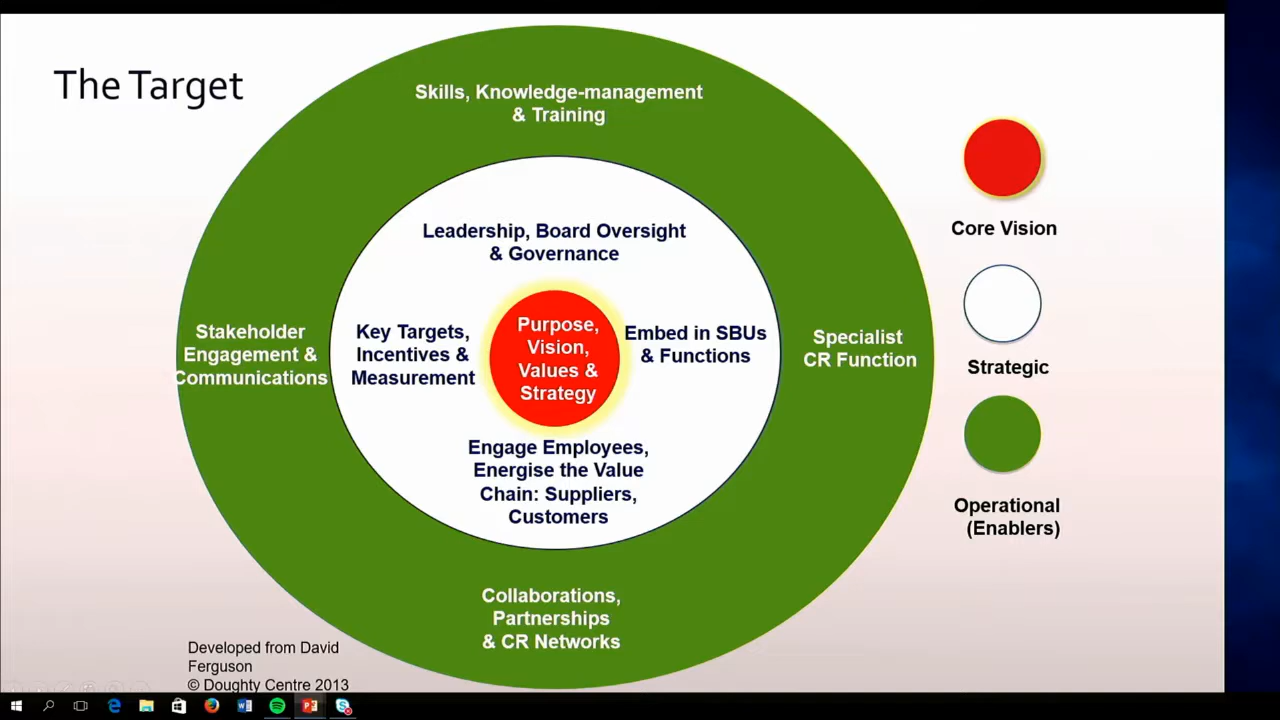 The Target
Skills, Knowledge-management
& Training
Leadership, Board Oversight
& Governance
Stakeholder
Engagement &
Communications
Key Targets,
Incentives &
Measurement
Purpose,
Vision,
Values &
Strategy
Embed in SBUs
& Functions
Specialist
CR Function
Engage Employees,
Energise the Value
Chain: Suppliers,
Customers
Collaborations,
Partnerships
& CR Networks
Core Vision
Strategic
Operational
(Enablers)
Developed from David
Ferguson
© Doughty Centre 2013